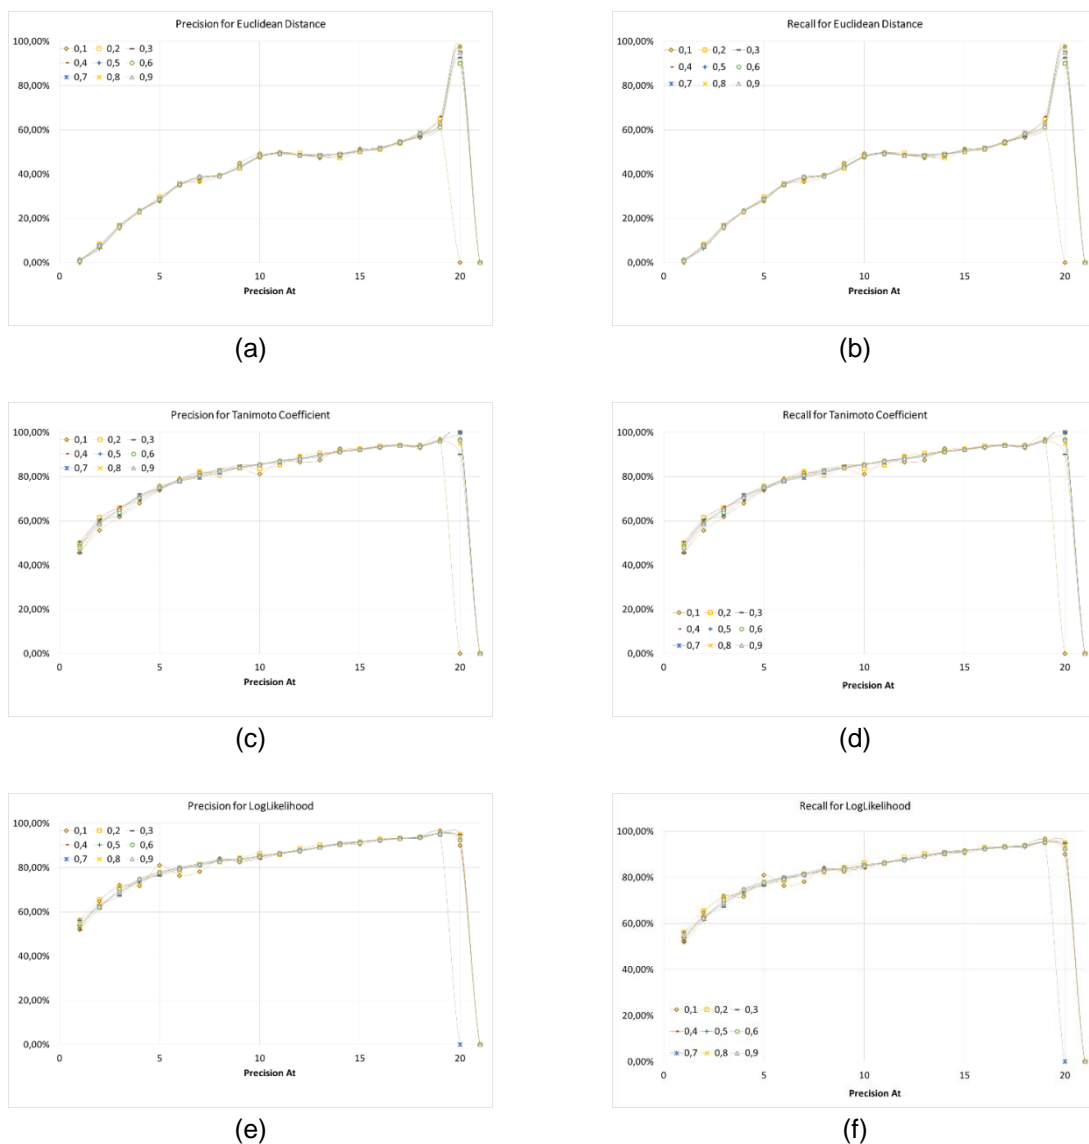 Precision for Euclidean Distance
100,00%
0,1 0,2 0,3
0,4 0,5 0,6
80,00%
0,7 0,8 0,9
60,00%
40,00%
20,00%
0,00%
0 5 10 15 20
Precision At
(a)
Recall for Euclidean Distance
100,00%
0,1 0,2 0,3
0,4 0,5 0,6
80,00%
0,7 0,8 0,9
60,00%
40,00%
20,00%
0,00%
0 5 10 15 20
Precision At
(b)
Precision for Tanimoto Coefficient
100,00%
0,1 0,2 0,3
0,4 0,5 0,6
80,00%
0,7 0,8 0,9
60,00%
40,00%
20,00%
0,00%
0 5 10 15 20
Precision At
(c)
Recall for Tanimoto Coefficient
100,00%
80,00%
60,00%
40,00%
20,00%
0,1 0,2 0,3
0,4 0,5 0,6
0,7 0,8 0,9
0,00%
0 5 10 15 20
Precision At
(d)
Precision for LogLikelihood
100,00%
0,1 0,2 0,3
0,4 0,5 0,6
80,00%
0,7 0,8 0,9
60,00%
40,00%
20,00%
0,00%
0 5 10 15 20
Precision At
(e)
Recall for LogLikelihood
100,00%
80,00%
60,00%
40,00%
20,00%
0,1 0,2 0,3
0,4 0,5 0,6
0,7 0,8 0,9
0,00%
0 5 10 15 20
Precision At
(f)